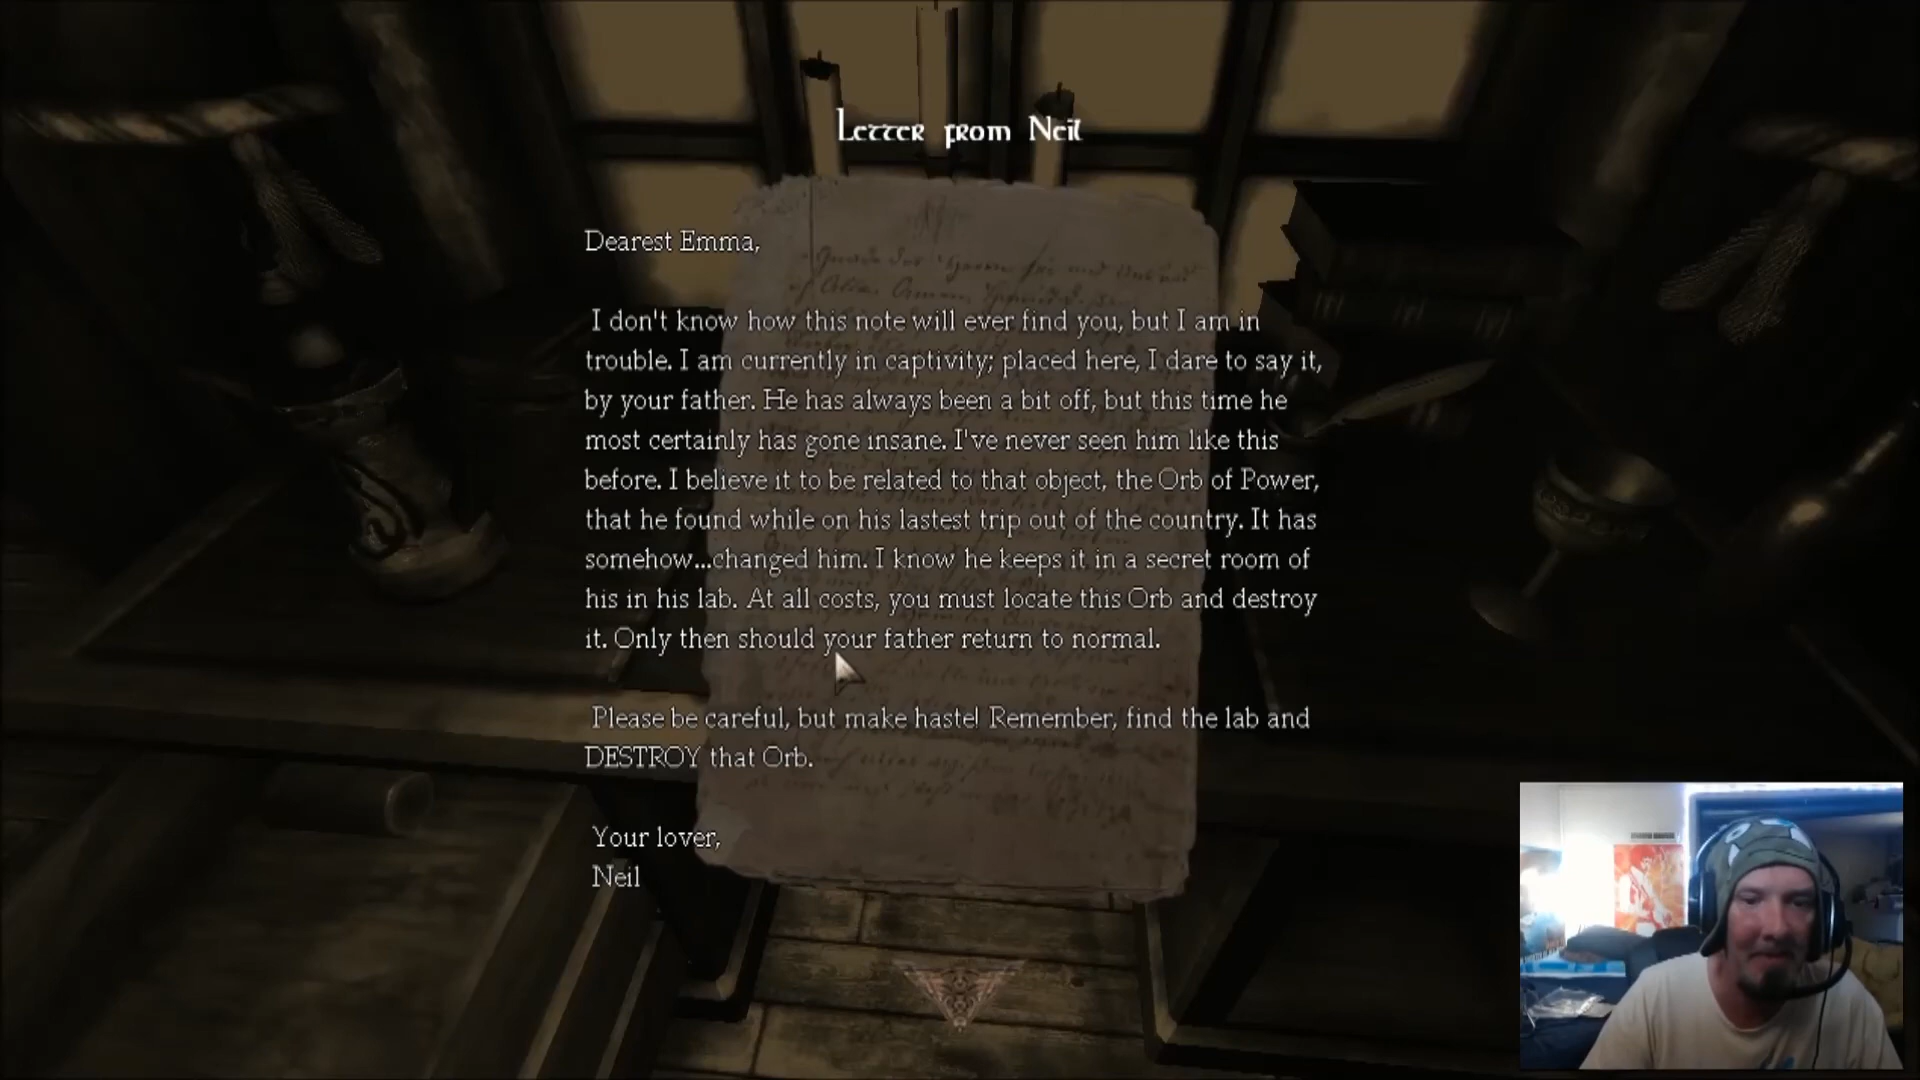 Letter from Neil
Dearest Emma,
I don't know how this note will ever find you, but I am in
trouble. I am currently in captivity; placed here, I dare to say it,
by your father. He has always been a bit off, but this time he
most certainly has gone insane. I've never seen him like this
before. I believe it to be related to that object, the Orb of Power,
that he found while on his lastest trip out of the country. It has
somehow...changed him. I know he keeps it in a secret room of
his in his lab. At all costs, you must locate this Orb and destroy
it. Only then should your father return to normal.
Please be careful, but make haste! Remember, find the lab and
DESTROY that Orb.
Your lover,
Neil